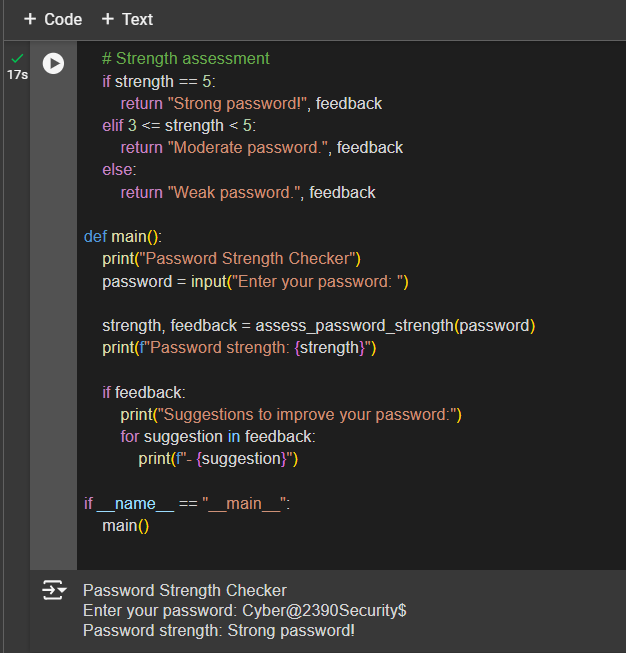 + Code + Text
17s
# Strength assessment
if strength == 5:
return "Strong password!", feedback
elif 3 <= strength < 5:
return "Moderate password.", feedback
else:
return "Weak password.", feedback
def main():
print("Password Strength Checker")
password = input("Enter your password: ")
strength, feedback = assess_password_strength(password)
print(f"Password strength: {strength}")
if feedback:
print("Suggestions to improve your password:")
for suggestion in feedback:
print(f"- {suggestion}")
if __name__ == "__main__":
main()
Password Strength Checker
Enter your password: Cyber@2390Security$
Password strength: Strong password!